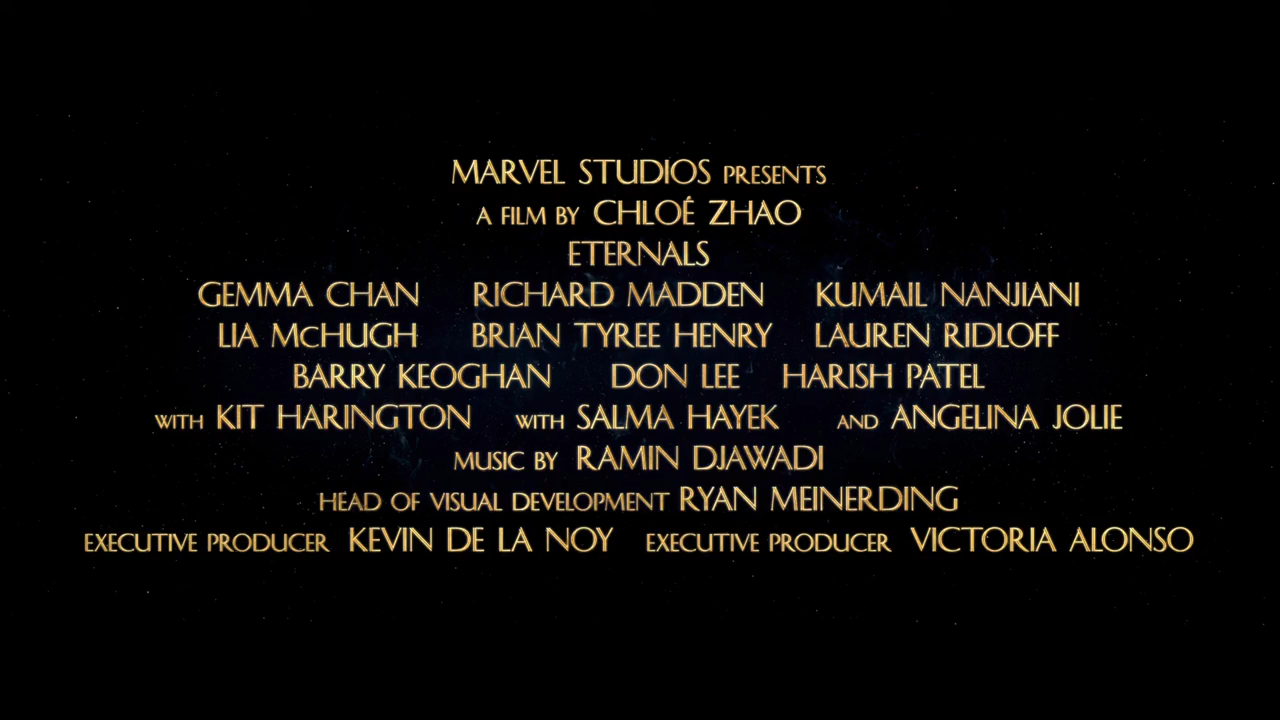 MARVEL STUDIOS PRESENTS
A FILM BY CHLOÉ ZHAO
ETERNALS
GEMMA CHAN RICHARD MADDEN KUMAIL NANJIANI
LIA McHUGH BRIAN TYREE HENRY LAUREN RIDLOFF
BARRY KEOGHAN DON LEE HARISH PATEL
WITH KIT HARINGTON WITH SALMA HAYEK AND ANGELINA JOLIE
MUSIC BY RAMIN DJAWADI
HEAD OF VISUAL DEVELOPMENT RYAN MEINERDING
EXECUTIVE PRODUCER KEVIN DE LA NOY EXECUTIVE PRODUCER VICTORIA ALONSO